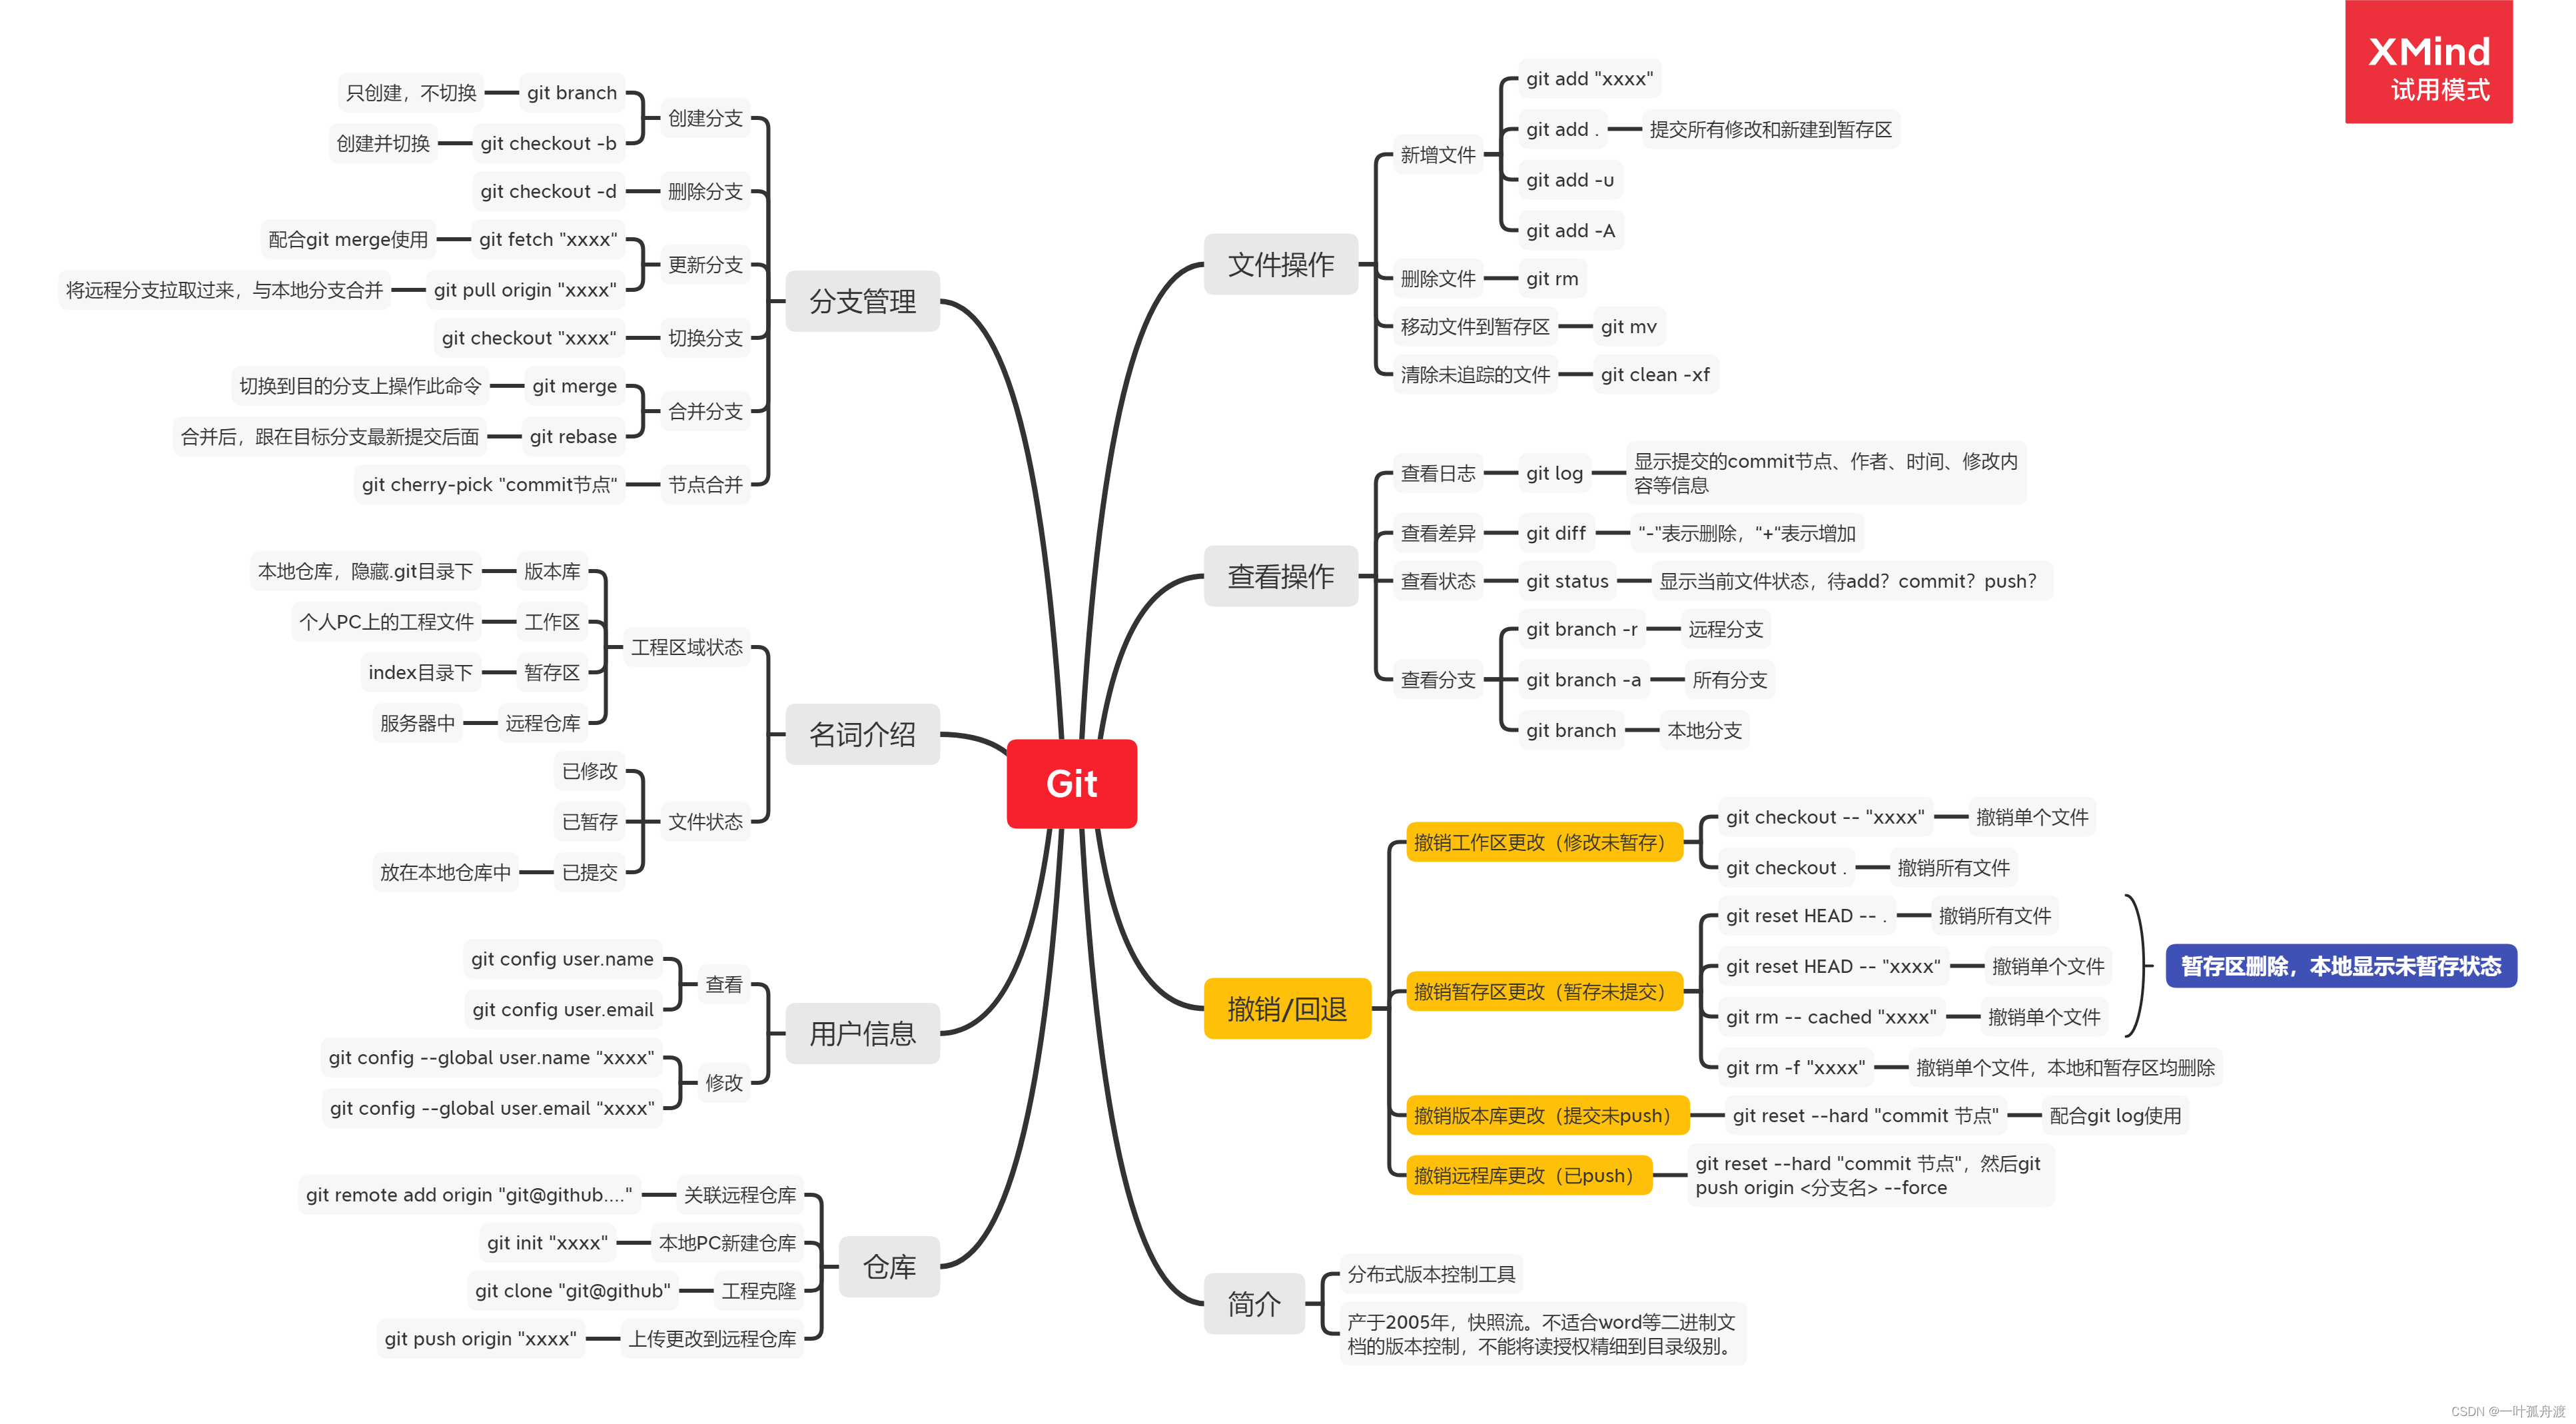 XMind
试用模式
Git
文件操作
新增文件
git add "xxxx"
git add .
提交所有修改和新建到暂存区
git add -u
git add -A
删除文件
git rm
移动文件到暂存区
git mv
清除未追踪的文件
git clean -xf
查看操作
查看日志
git log
显示提交的commit节点、作者、时间、修改内
容等信息
查看差异
git diff
"-"表示删除，"+"表示增加
查看状态
git status
显示当前文件状态，待add？commit？push？
查看分支
git branch -r
远程分支
git branch -a
所有分支
git branch
本地分支
撤销/回退
撤销工作区更改（修改未暂存）
git checkout -- "xxxx"
撤销单个文件
git checkout .
撤销所有文件
撤销暂存区更改（暂存未提交）
git reset HEAD -- .
撤销所有文件
git reset HEAD -- "xxxx"
撤销单个文件
git rm -- cached "xxxx"
撤销单个文件
暂存区删除，本地显示未暂存状态
git rm -f "xxxx"
撤销单个文件，本地和暂存区均删除
撤销版本库更改（提交未push）
git reset --hard "commit 节点"
配合git log使用
撤销远程库更改（已push）
git reset --hard "commit 节点"，然后git
push origin <分支名> --force
简介
分布式版本控制工具
产于2005年，快照流。不适合word等二进制文
档的版本控制，不能将读授权精细到目录级别。
分支管理
创建分支
git branch
只创建，不切换
git checkout -b
创建并切换
删除分支
git checkout -d
更新分支
git fetch "xxxx"
配合git merge使用
git pull origin "xxxx"
将远程分支拉取过来，与本地分支合并
切换分支
git checkout "xxxx"
合并分支
git merge
切换到目的分支上操作此命令
git rebase
合并后，跟在目标分支最新提交后面
节点合并
git cherry-pick "commit节点"
名词介绍
工程区域状态
版本库
本地仓库，隐藏.git目录下
工作区
个人PC上的工程文件
暂存区
index目录下
远程仓库
服务器中
文件状态
已修改
已暂存
已提交
放在本地仓库中
用户信息
查看
git config user.name
git config user.email
修改
git config --global user.name "xxxx"
git config --global user.email "xxxx"
仓库
关联远程仓库
git remote add origin "git@github...."
本地PC新建仓库
git init "xxxx"
工程克隆
git clone "git@github"
上传更改到远程仓库
git push origin "xxxx"
CSDN @一叶孤舟渡